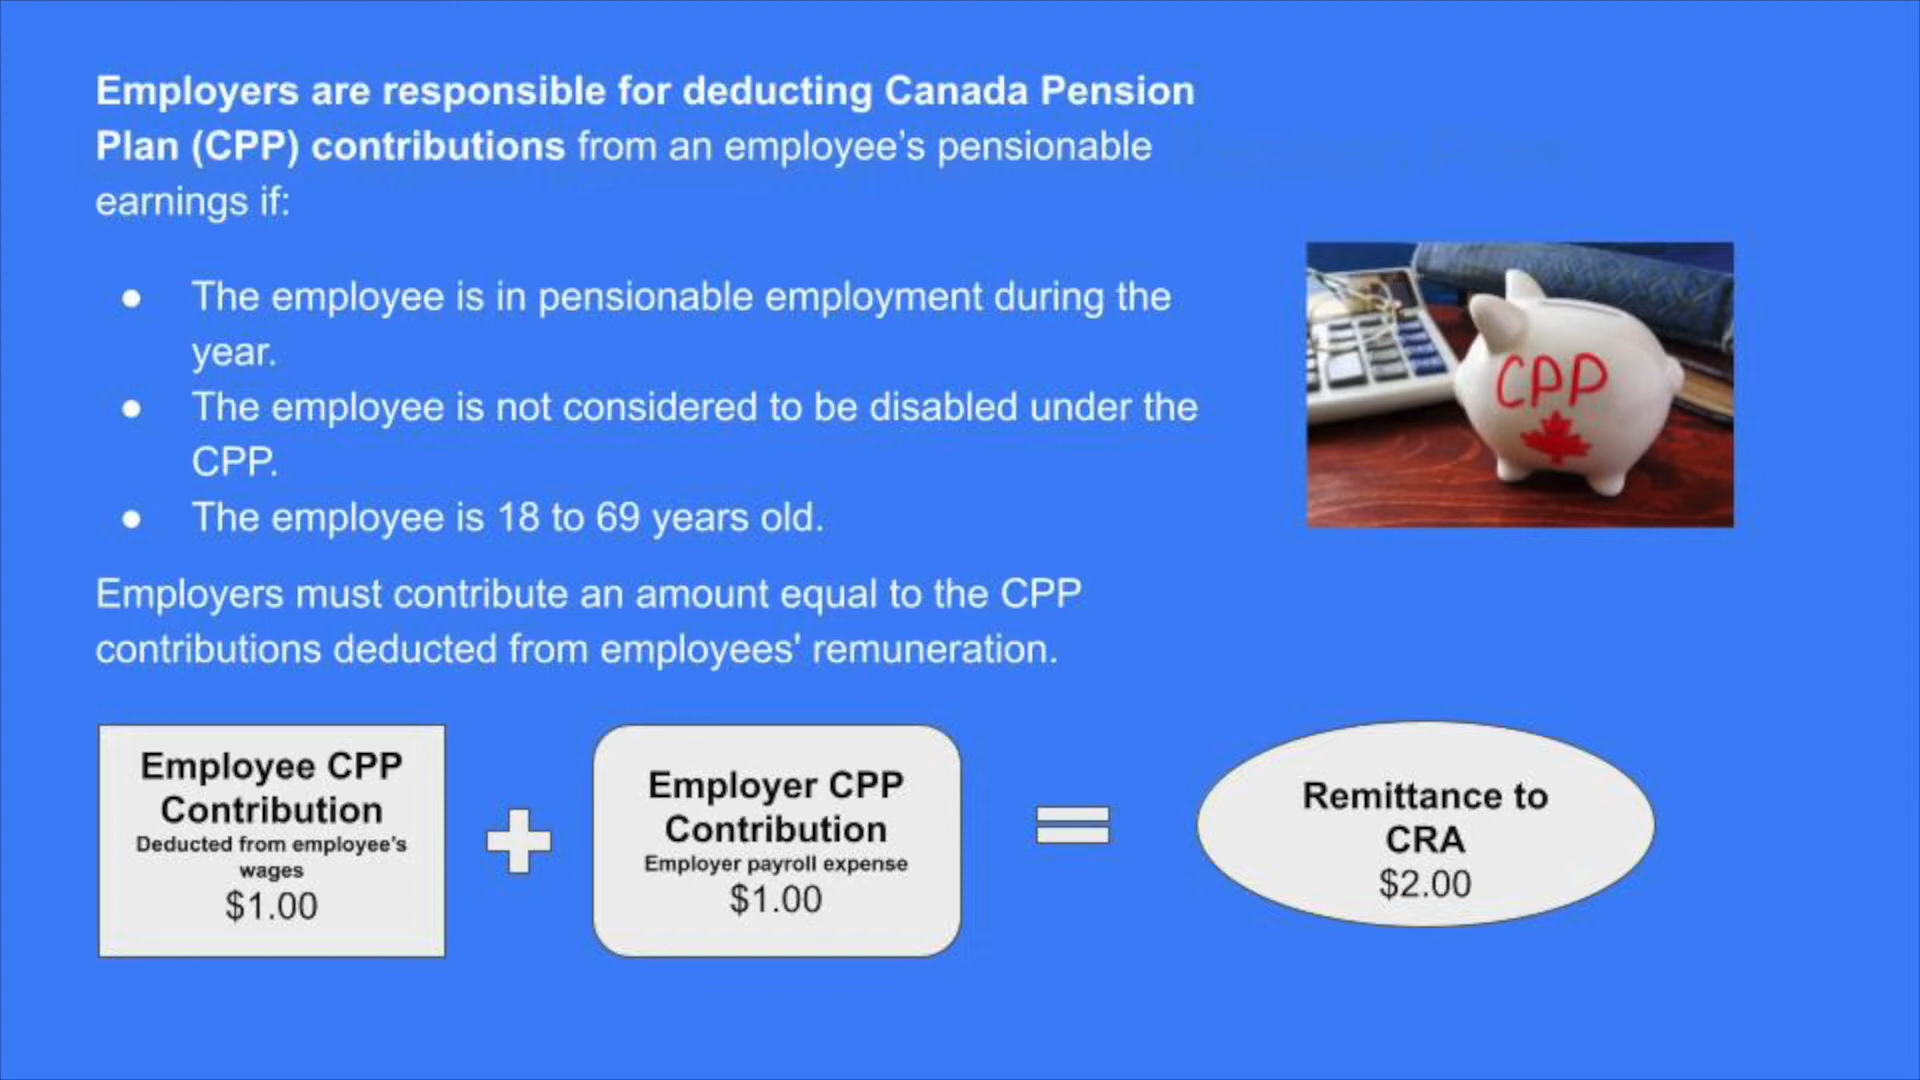 Employers are responsible for deducting Canada Pension
Plan (CPP) contributions from an employee’s pensionable
earnings if:
● The employee is in pensionable employment during the
year.
● The employee is not considered to be disabled under the
CPP.
● The employee is 18 to 69 years old.
CPP
Employers must contribute an amount equal to the CPP
contributions deducted from employees' remuneration.
Employee CPP
Contribution
Deducted from employee's
wages
$1.00
Employer CPP
Contribution
Employer payroll expense
$1.00
Remittance to
CRA
$2.00